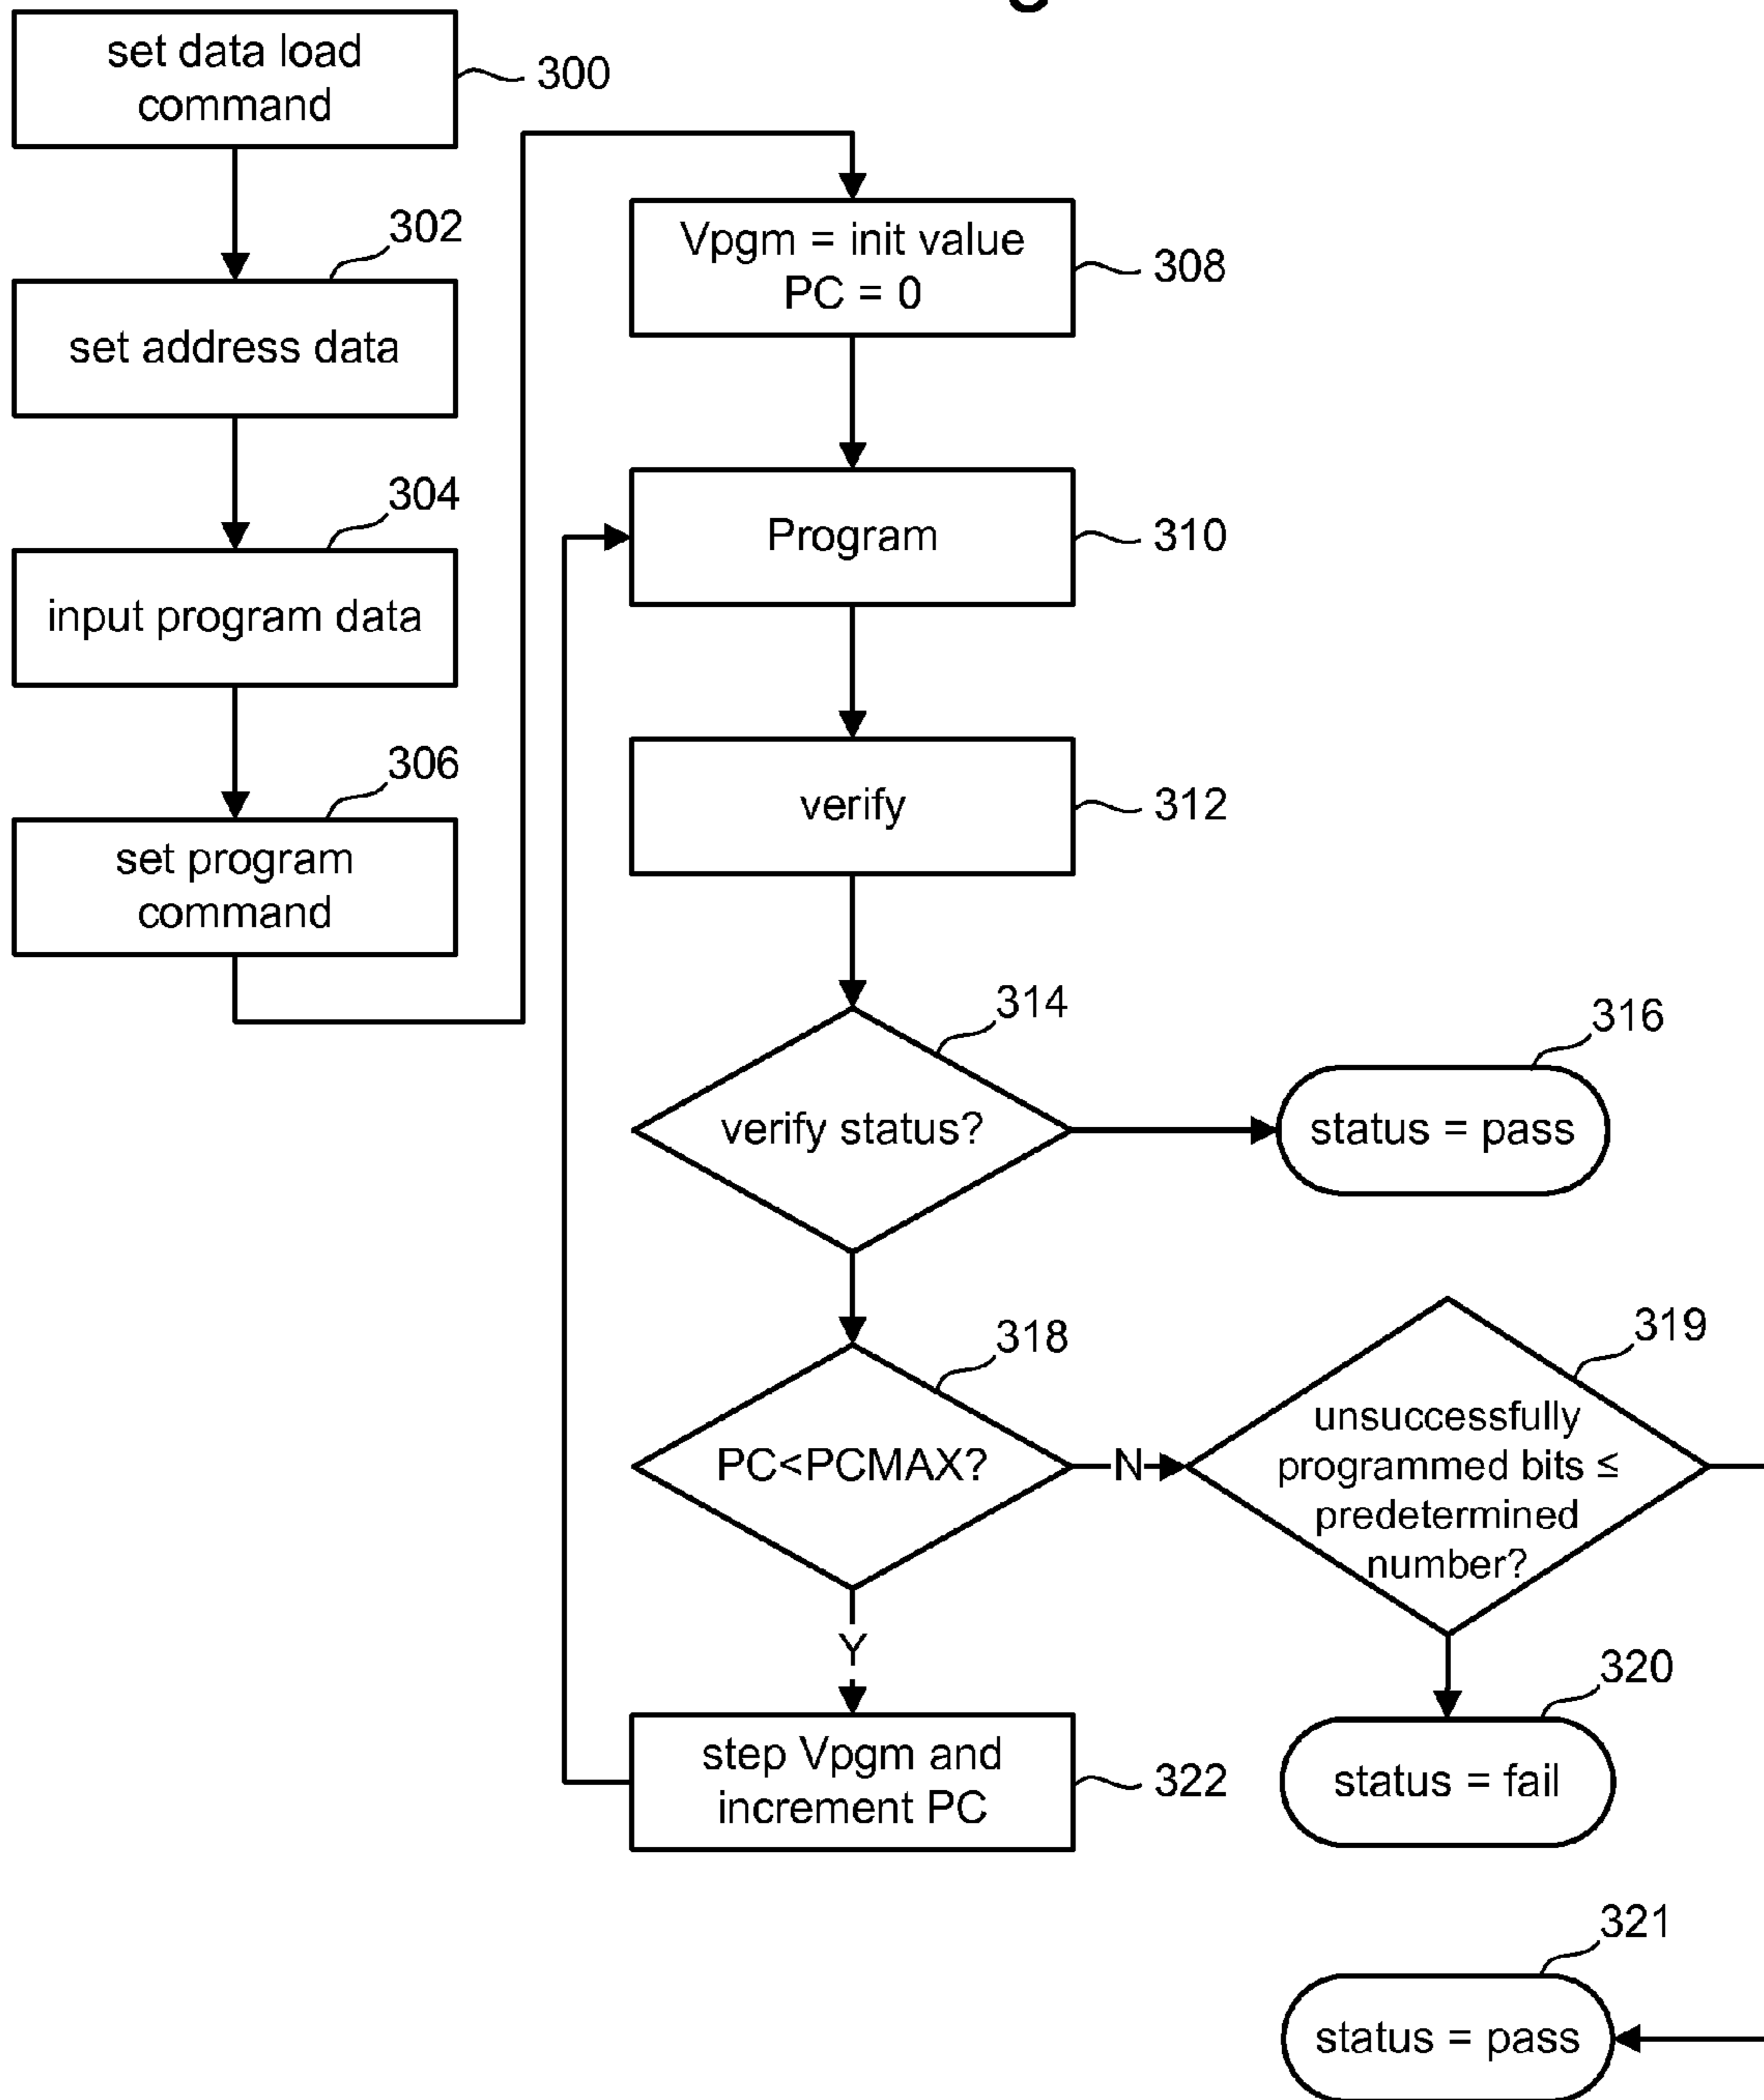 set data load
command
300
302
set address data
304
input program data
306
set program
command
Vpgm = init value
PC = 0
308
Program
310
verify
312
314
verify status?
316
status = pass
318
PC<PCMAX?
N
319
unsuccessfully
programmed bits ≤
predetermined
number?
Y
320
status = fail
step Vpgm and
increment PC
322
321
status = pass